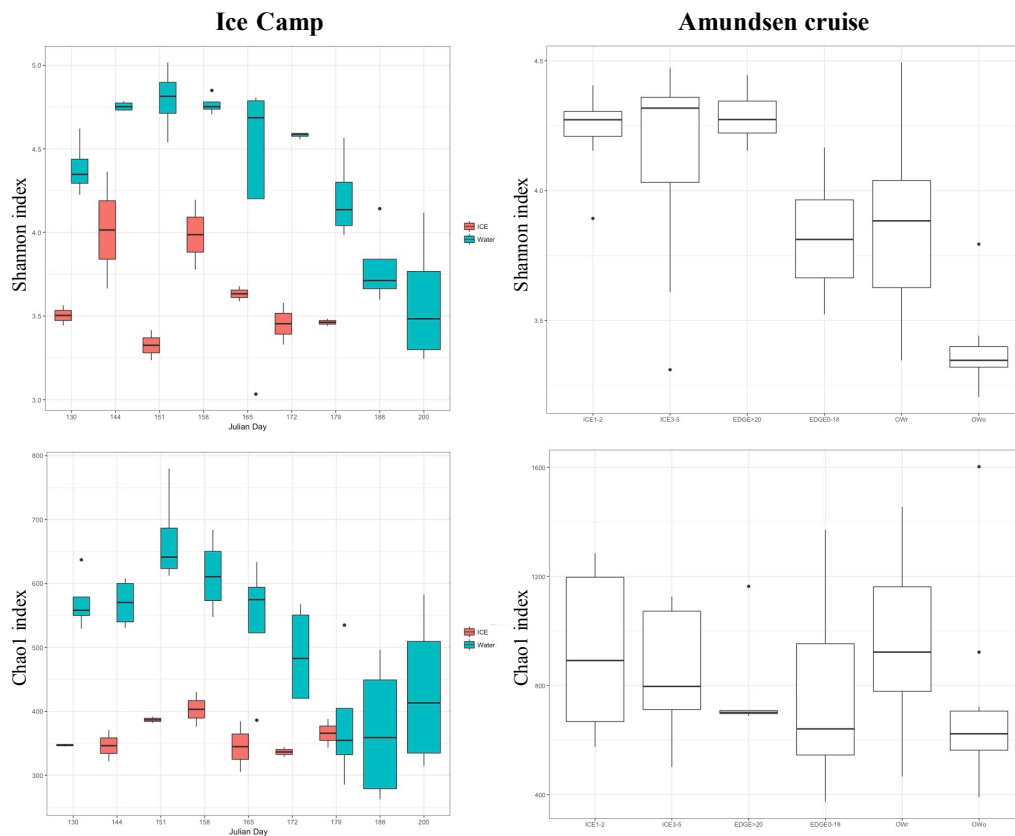 Ice Camp
Amundsen cruise
Shannon index
5.0
4.5
4.0
3.5
3.0
130 144 151 158 165 172 179 188 200
Julian Day
ICE
Water
Shannon index
4.5
4.0
3.5
ICE1-2 ICE3-5 EDGE>20 EDGE0-18 OWr OWo
Chao1 index
800
700
600
500
400
300
130 144 151 158 165 172 179 188 200
Julian Day
ICE
Water
Chao1 index
1600
1200
800
400
ICE1-2 ICE3-5 EDGE>20 EDGE0-18 OWr OWo